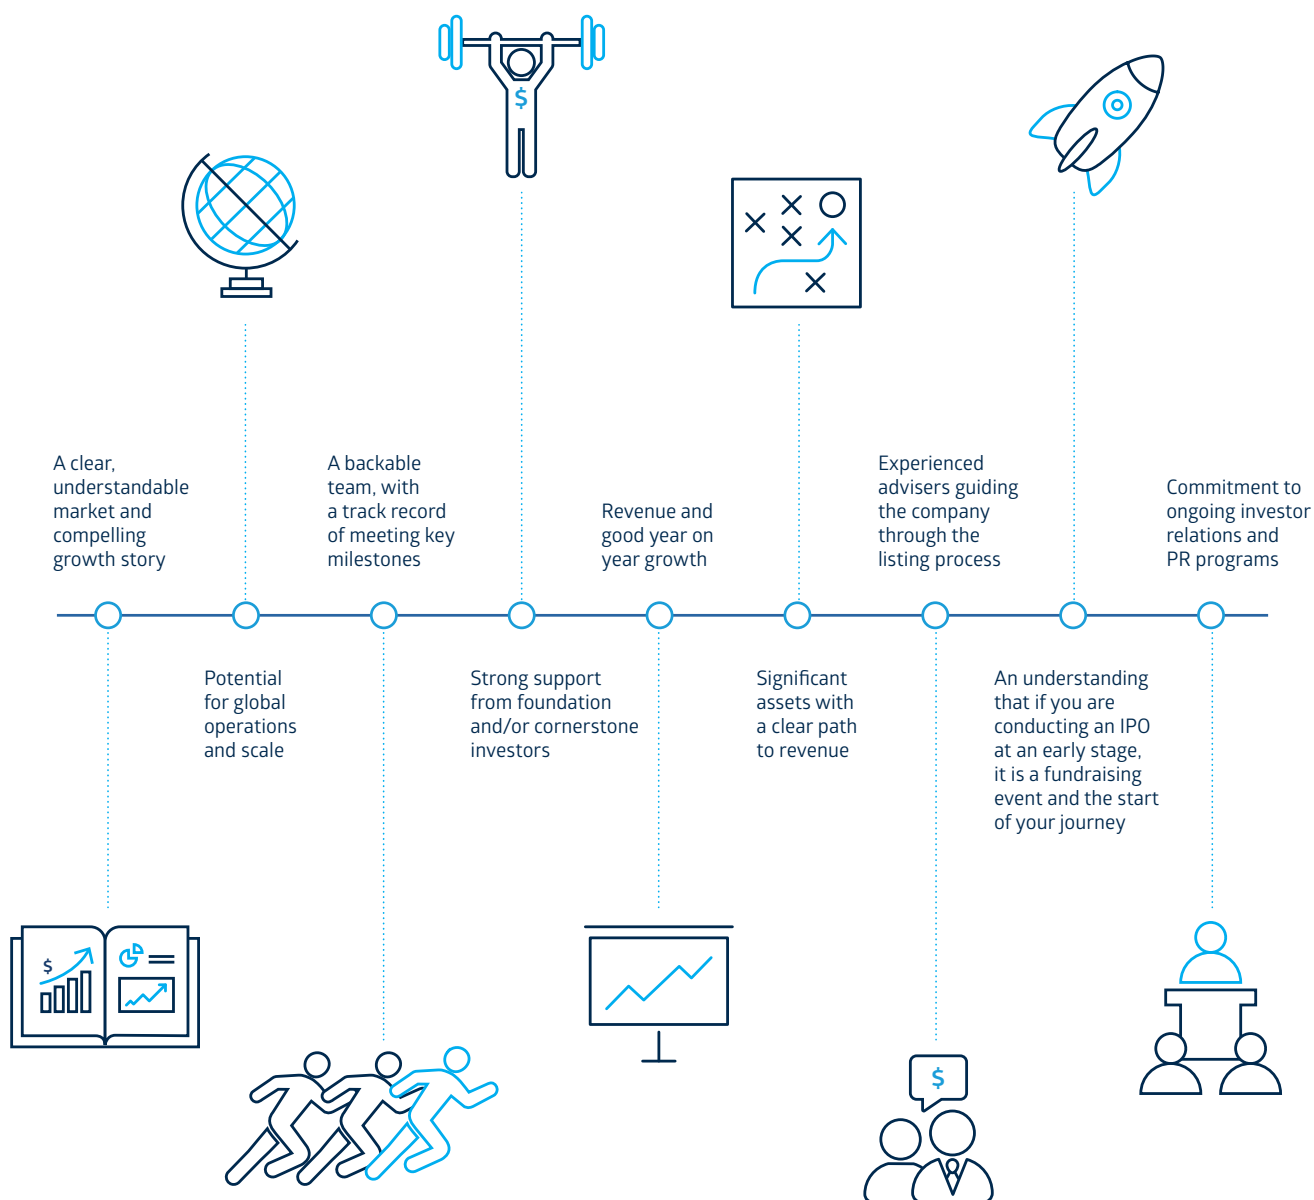 $
$
A clear,
understandable
market and
compelling
growth story
A backable
team, with
a track record
of meeting key
milestones
Revenue and
good year on
year growth
Experienced
advisers guiding
the company
through the
listing process
Commitment to
ongoing investor
relations and
PR programs
Potential
for global
operations
and scale
Strong support
from foundation
and/or cornerstone
investors
Significant
assets with
a clear path
to revenue
An understanding
that if you are
conducting an IPO
at an early stage,
it is a fundraising
event and the start
of your journey
$